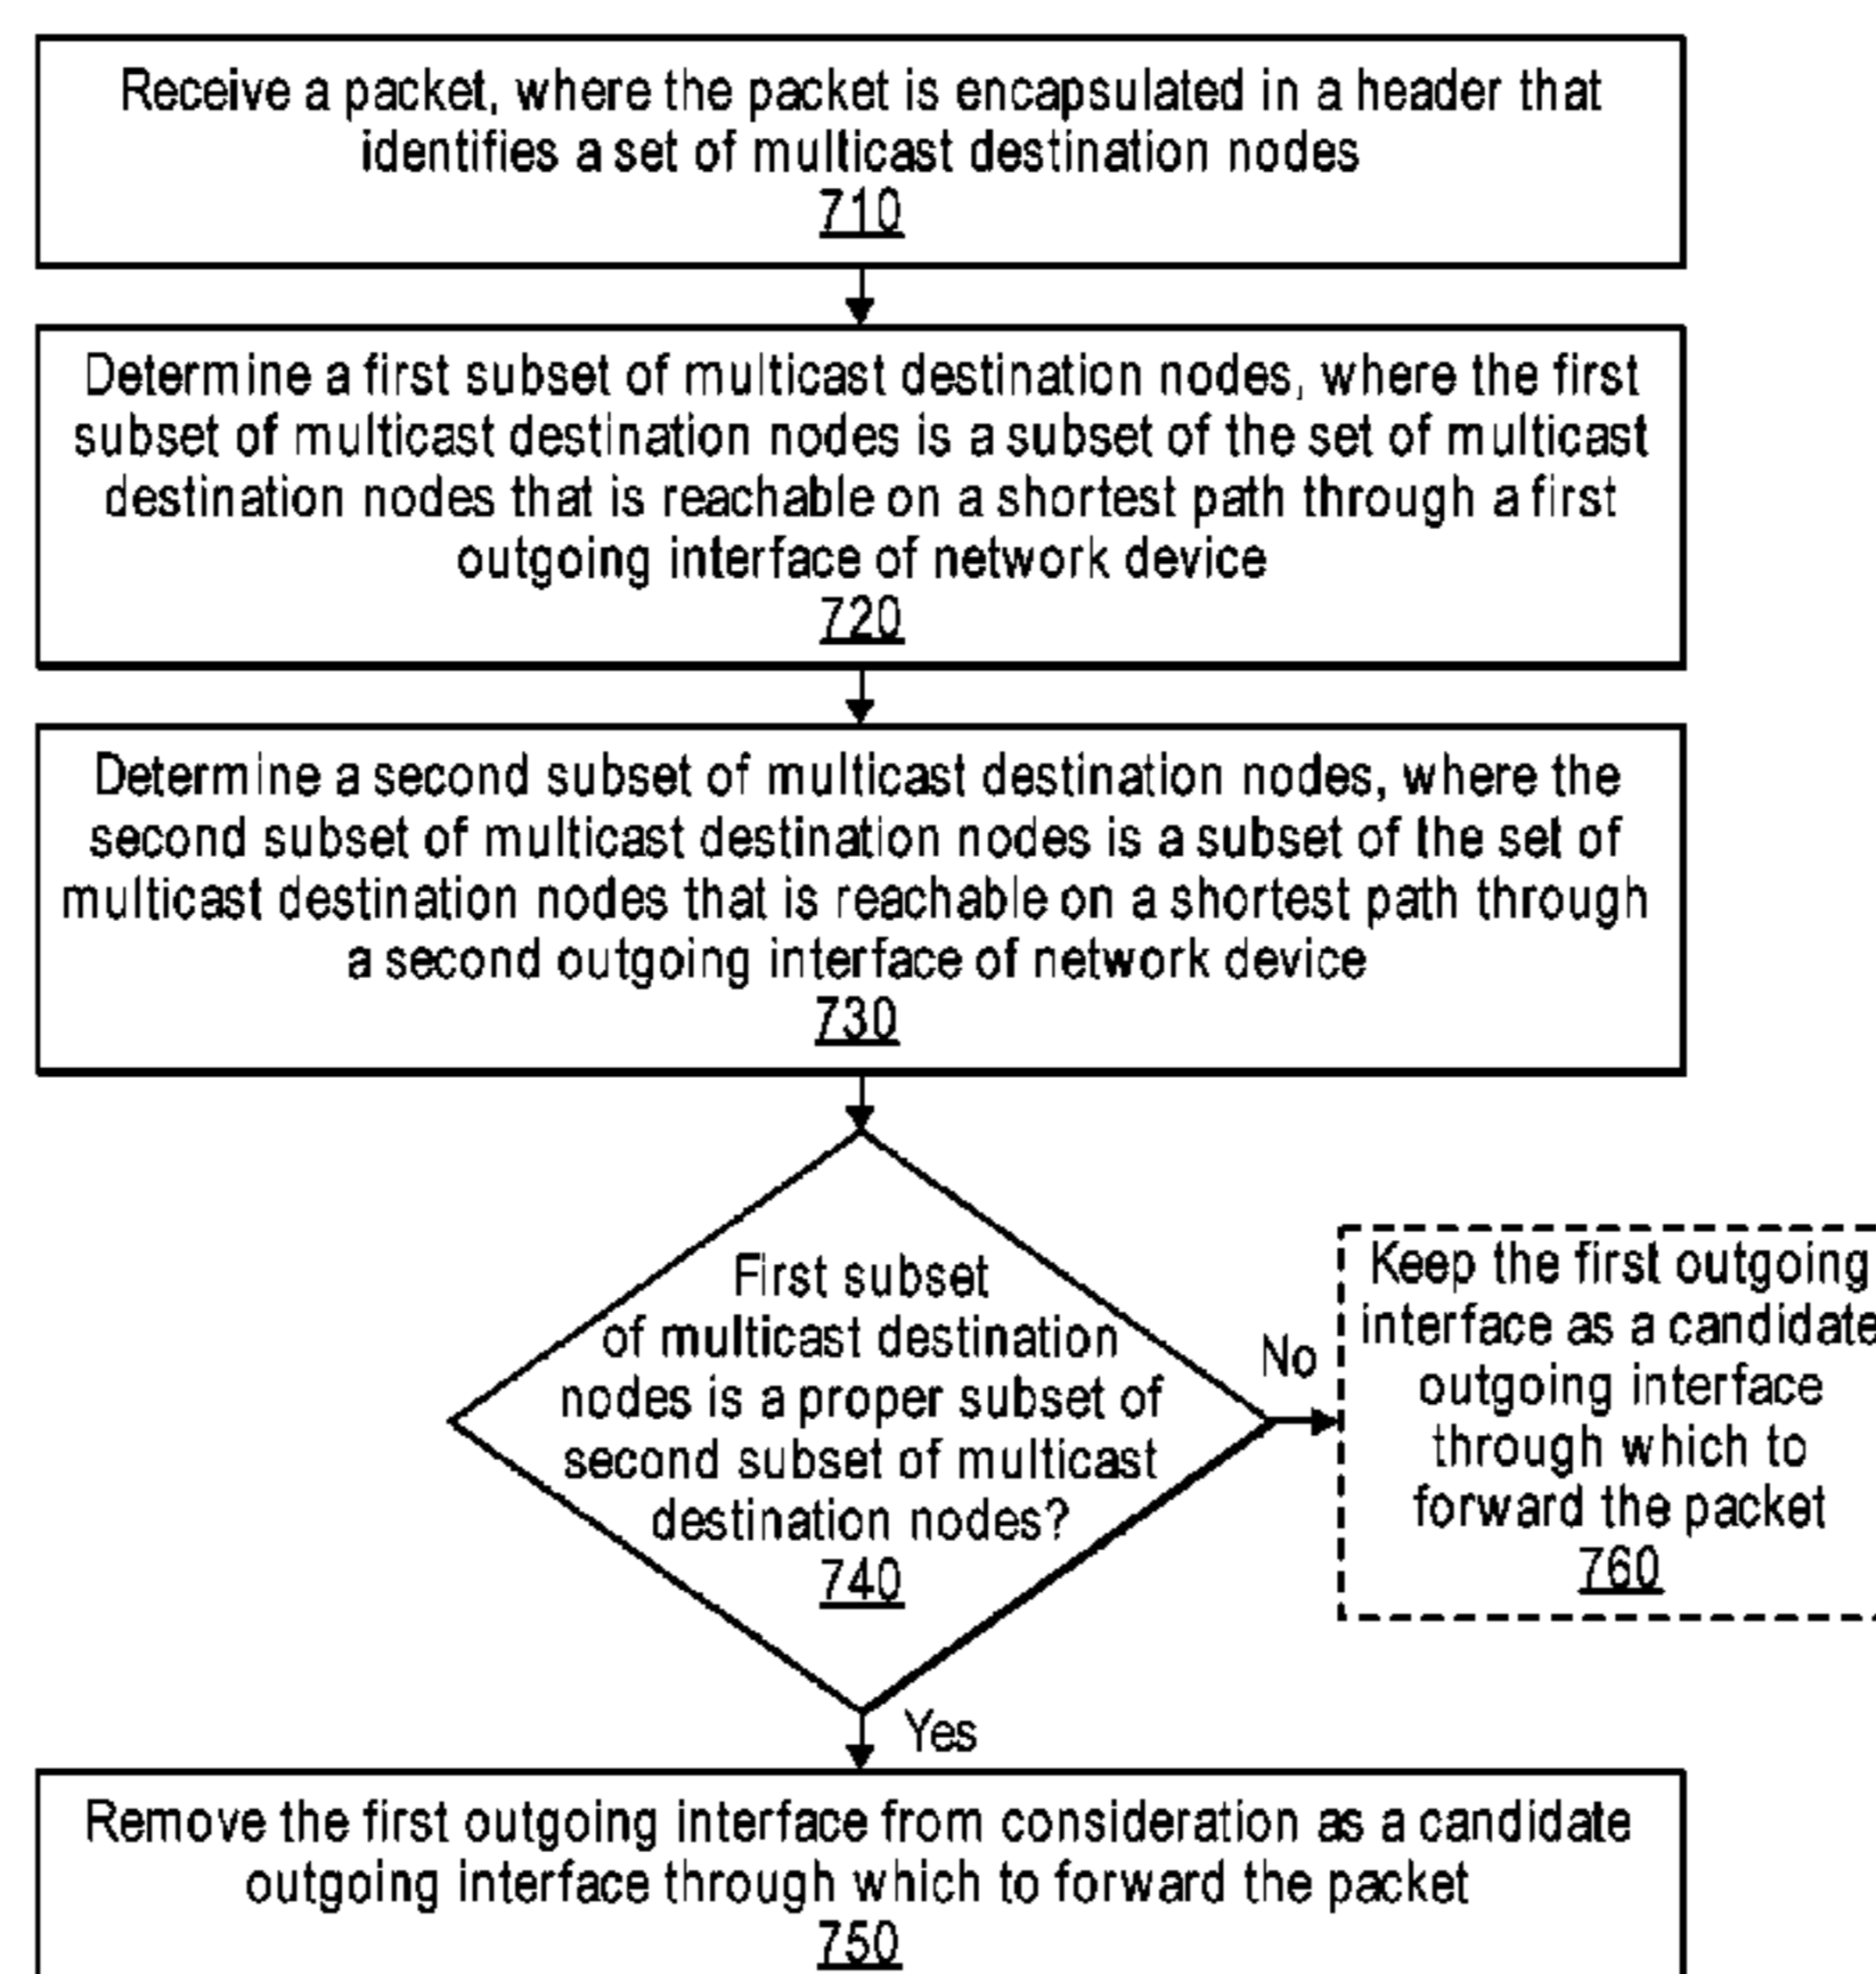 Receive a packet, where the packet is encapsulated in a header that
identifies a set of multicast destination nodes
710
Determine a first subset of multicast destination nodes, where the first
subset of multicast destination nodes is a subset of the set of multicast
destination nodes that is reachable on a shortest path through a first
outgoing interface of network device
720
Determine a second subset of multicast destination nodes, where the
second subset of multicast destination nodes is a subset of the set of
multicast destination nodes that is reachable on a shortest path through
a second outgoing interface of network device
730
First subset
of multicast destination
nodes is a proper subset of
second subset of multicast
destination nodes?
740
No
Keep the first outgoing
interface as a candidate
outgoing interface
through which to
forward the packet
760
Yes
Remove the first outgoing interface from consideration as a candidate
outgoing interface through which to forward the packet
750